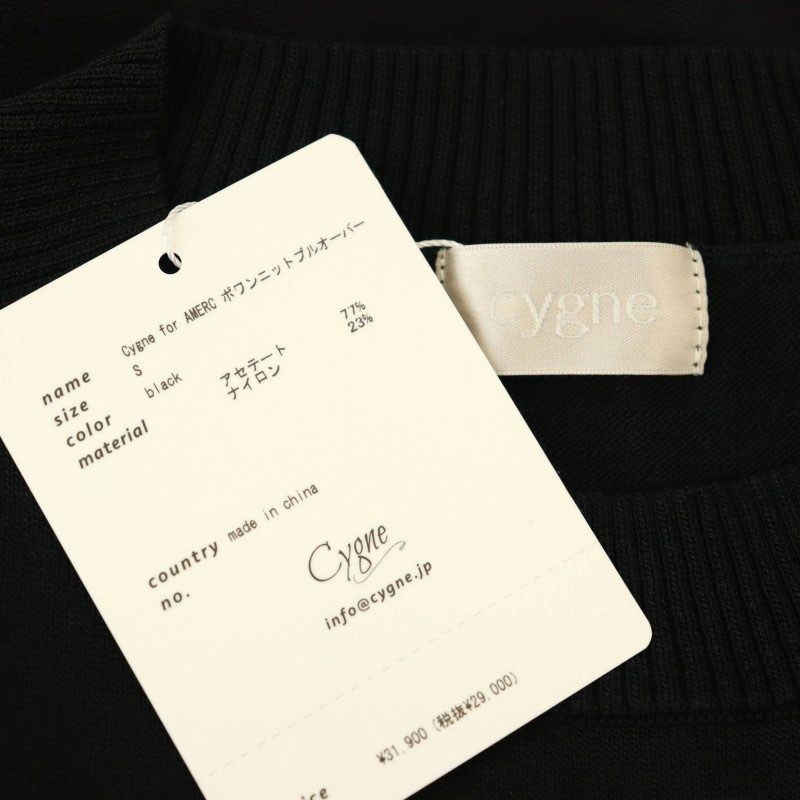 name Cygne for AMERC ポワンニットプルオーバー
size S
color black
material アセテート 77%
ナイロン 23%
country made in china
no.
Cygne
info@cygne.jp
¥31,900 (税抜¥29,000)
cygne